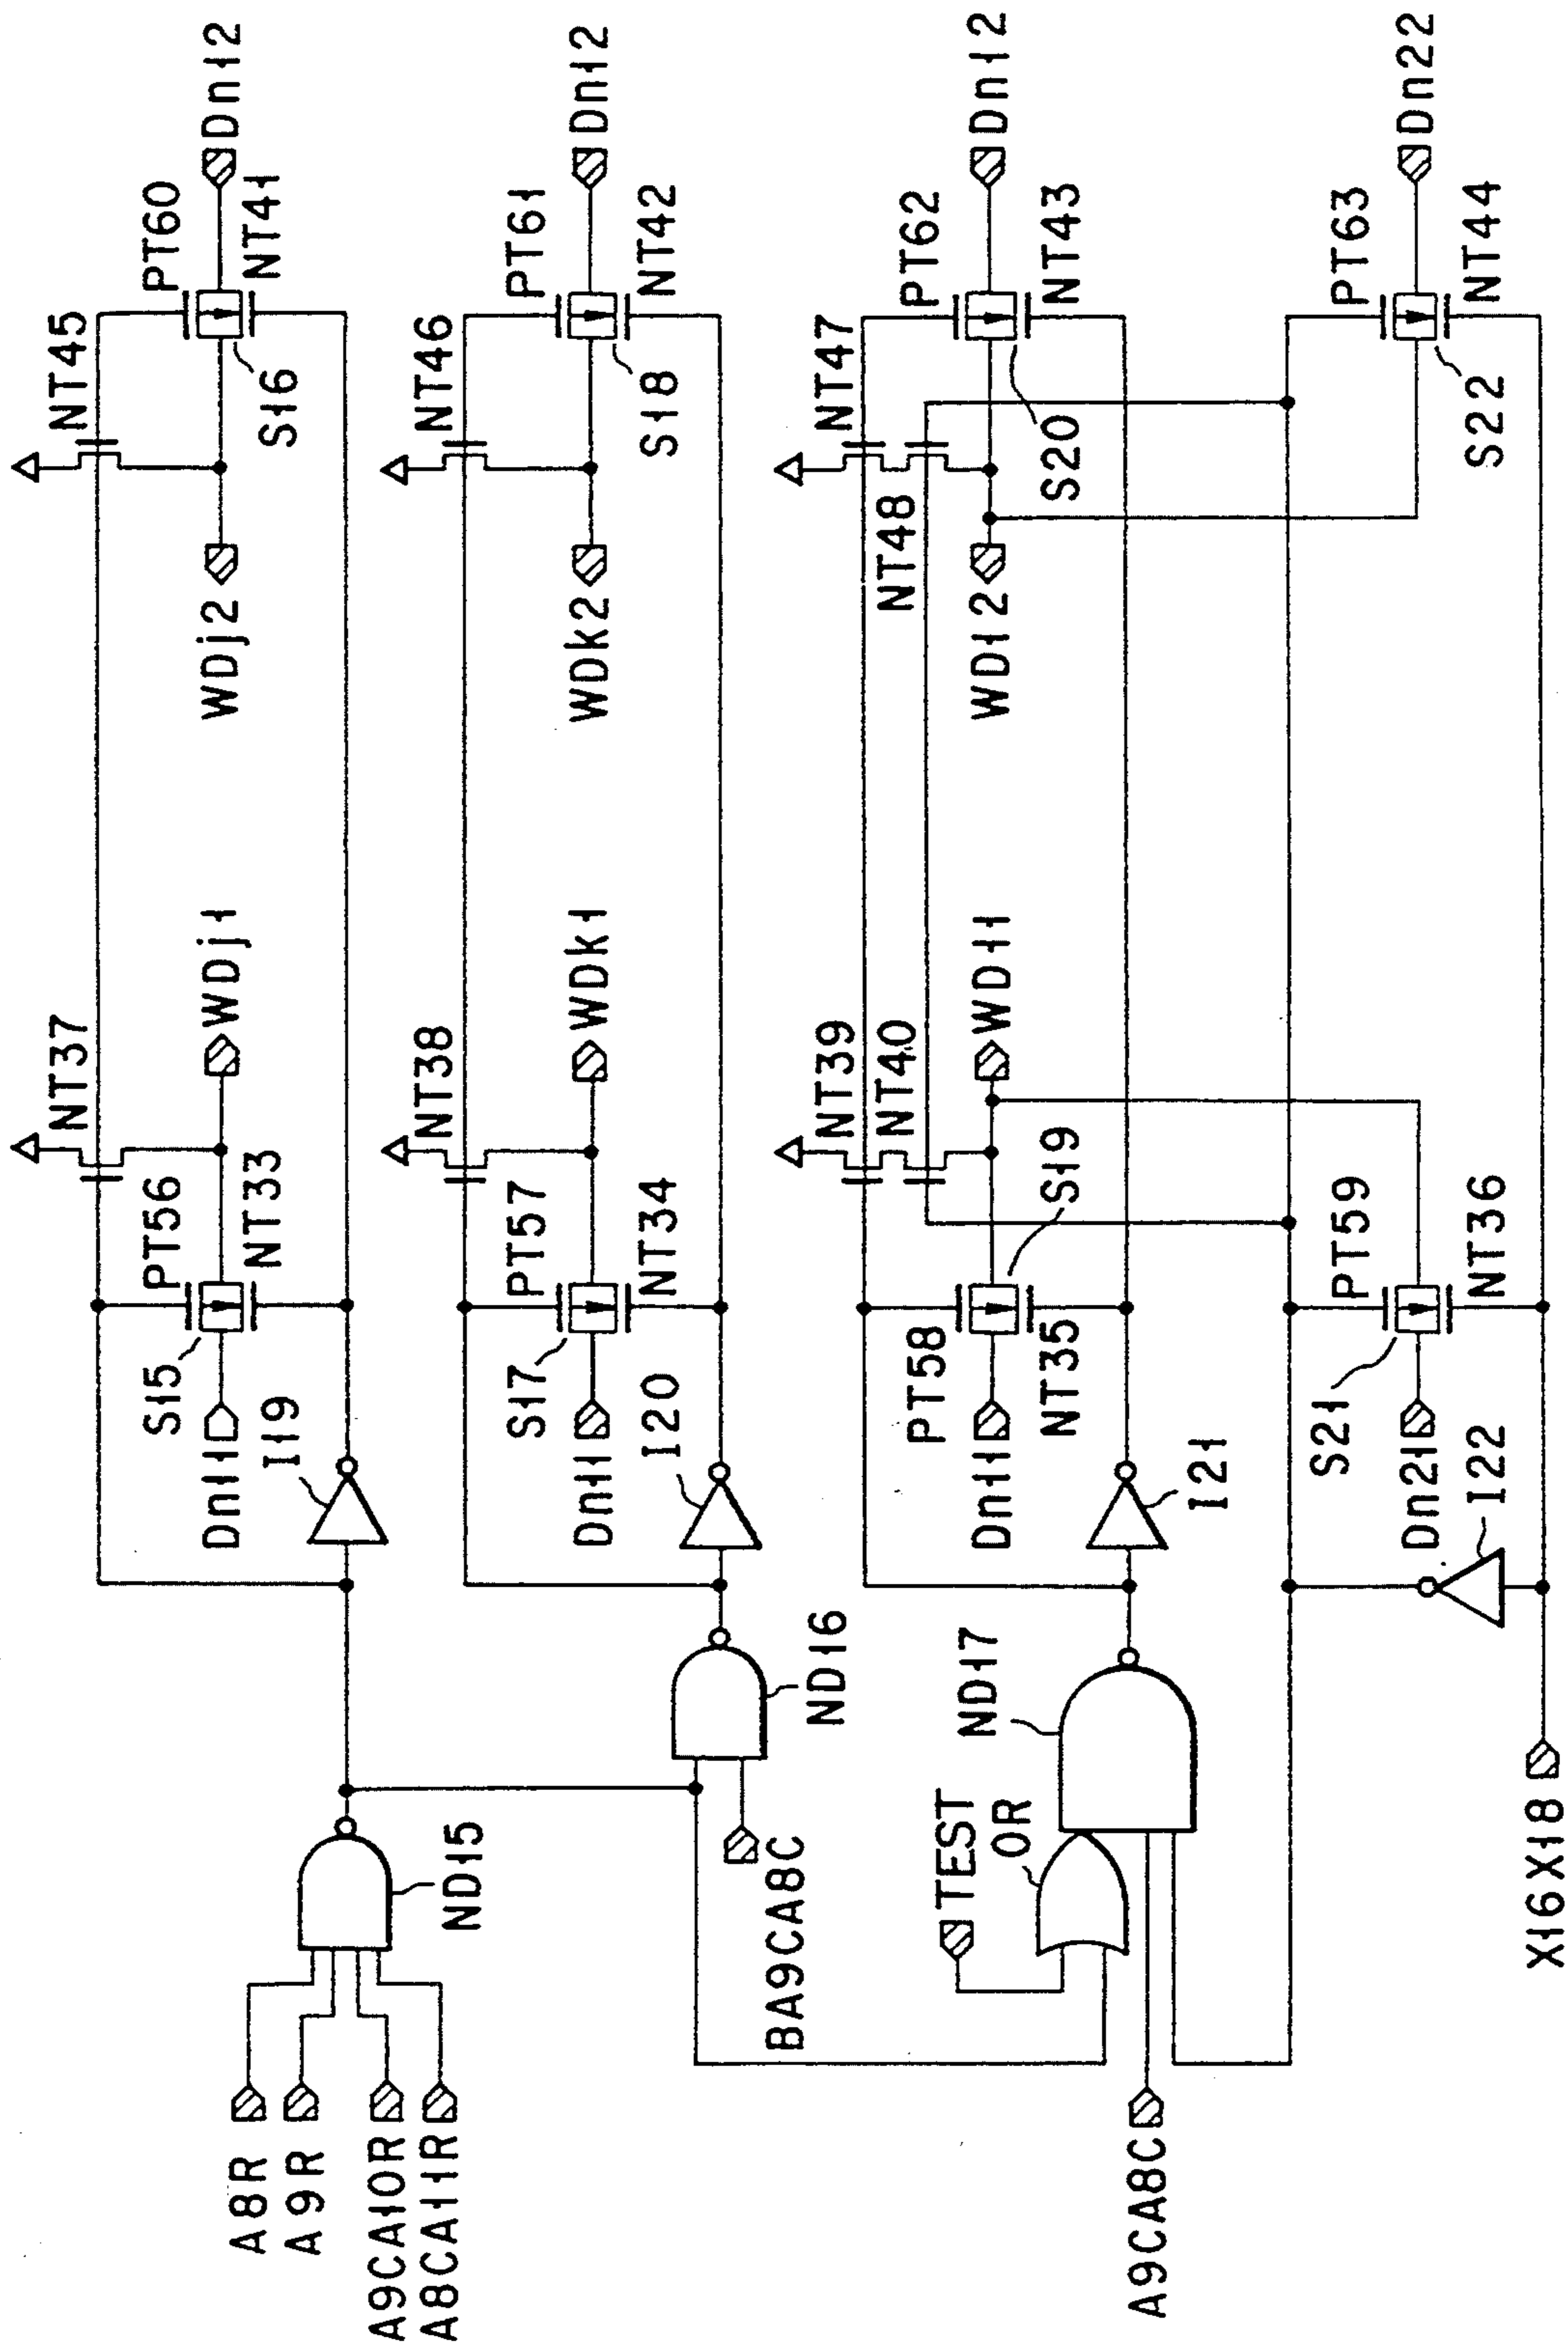 NT37 NT45
S15 PT56 PT60
Dn11 WDj1 WDj2 Dn12
A8R NT33 NT41
I19 S16
A9R
A9CA10R
NT38 NT46
A8CA11R
ND15
S17 PT57 PT61
Dn11 WDk1 WDk2 Dn12
I20 NT34 S18 NT42
BA9CA8C
ND16 NT39 NT47
NT40 NT48
PT58 PT62
TEST ND17
Dn11 WDl1 WDl2 Dn12
OR
NT35 S19 S20 NT43
A9CA8C
I21
S21 PT59 PT63
Dn21 Dn22
I22 NT36 S22 NT44
X16X18